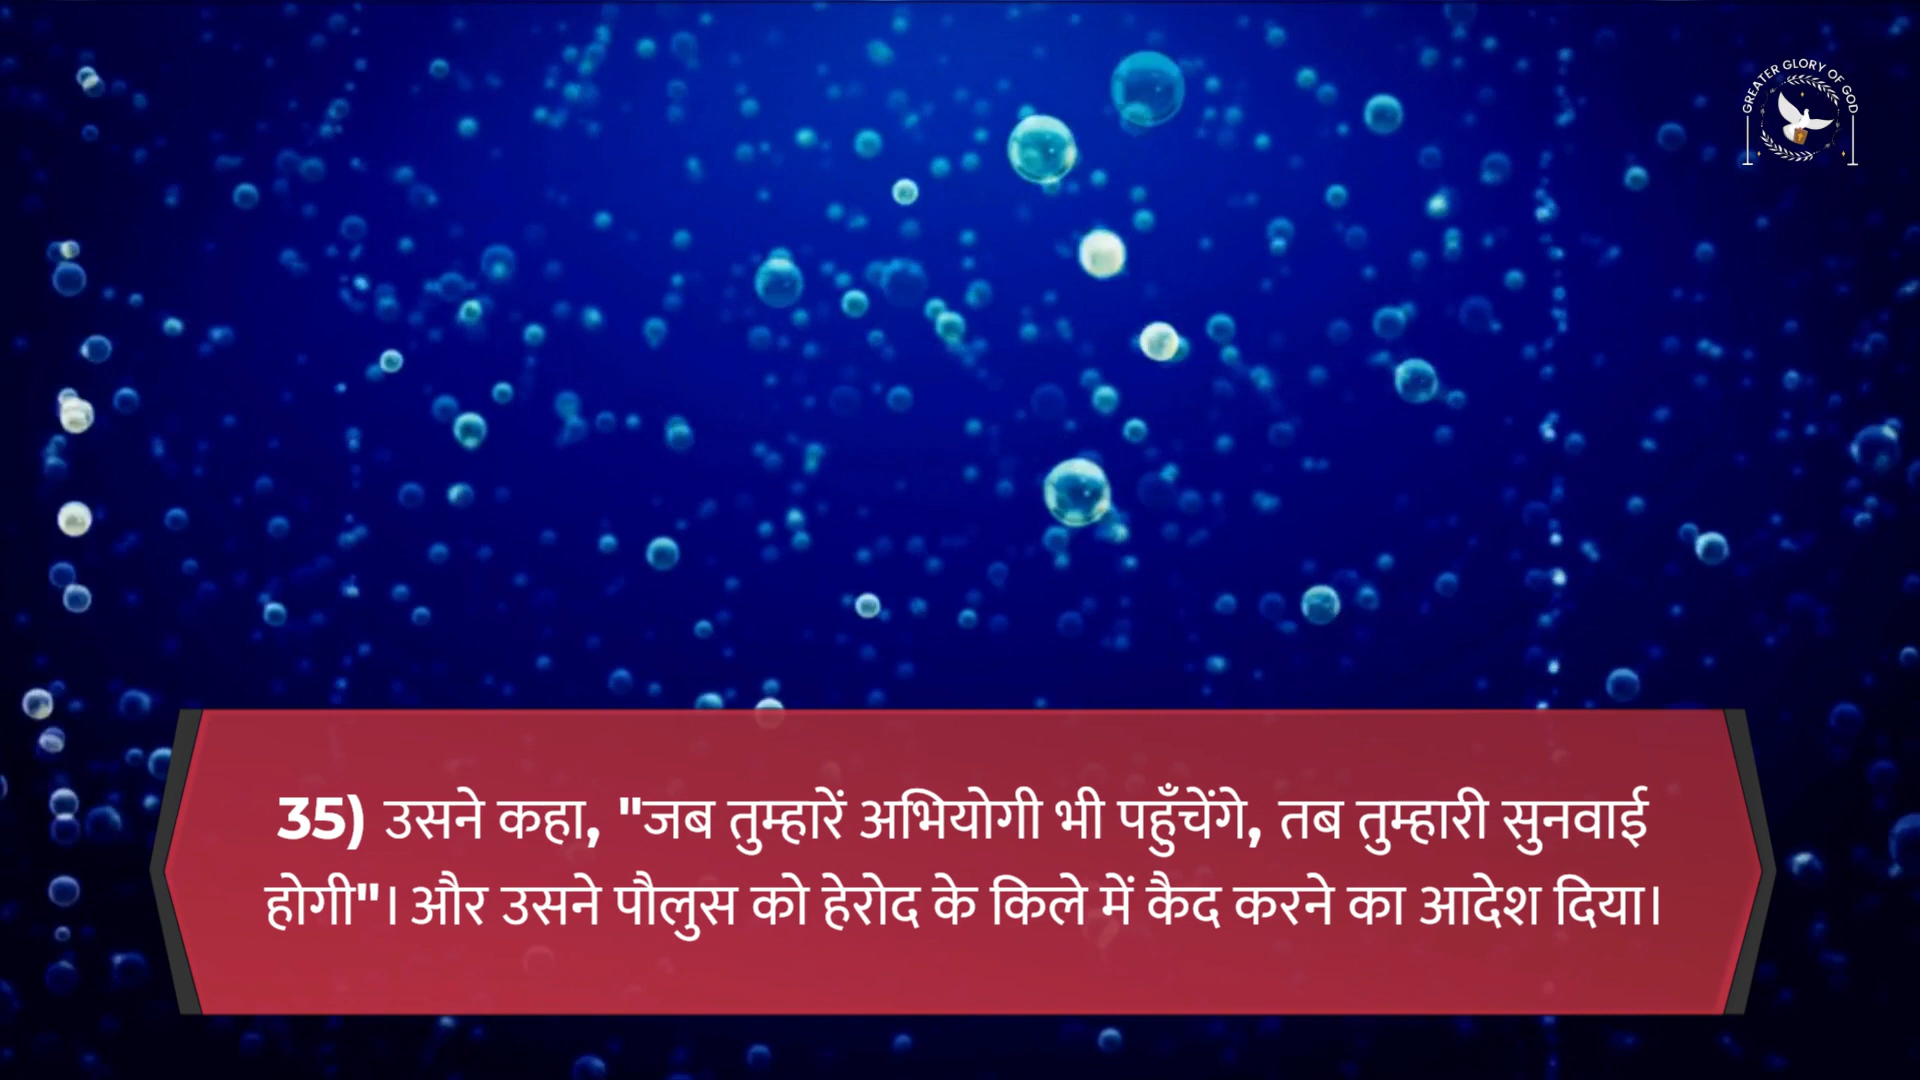 GREATER GLORY OF GOD
35) उसने कहा, "जब तुम्हारें अभियोगी भी पहुँचेंगे, तब तुम्हारी सुनवाई
होगी"। और उसने पौलुस को हेरोद के किले में कैद करने का आदेश दिया।